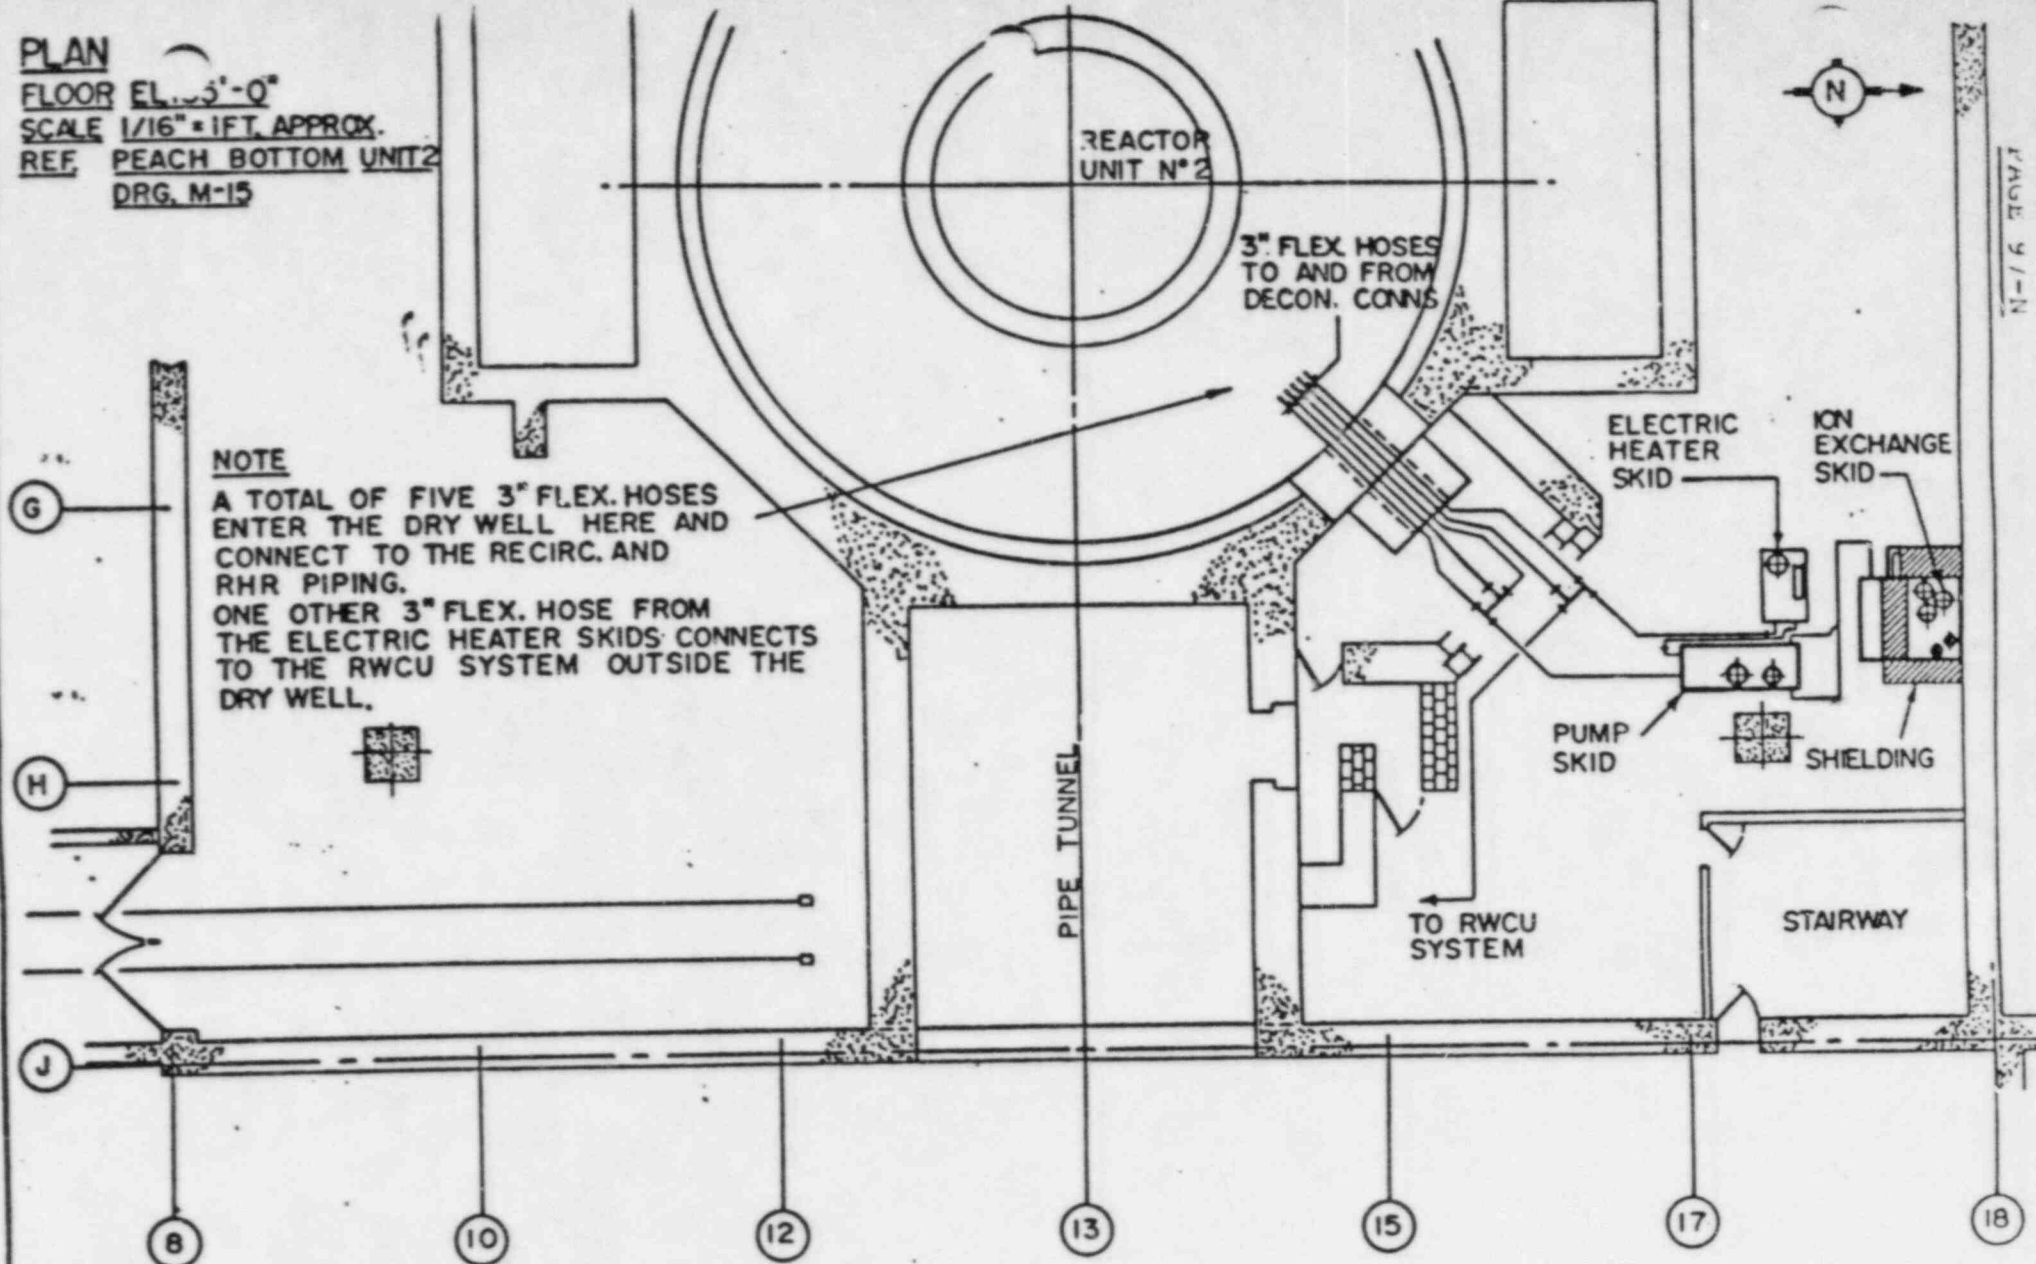 PLAN
FLOOR
SCALE 1/16" = 1FT. APPROX.
REF. PEACH BOTTOM UNIT2
DRG. M-15
N
PAGE 91-N
REACTOR
UNIT Nº 2
3". FLEX. HOSES
TO AND FROM
DECON. CONNS
ELECTRIC
HEATER
SKID
ION
EXCHANGE
SKID
NOTE
A TOTAL OF FIVE 3" FLEX. HOSES
ENTER THE DRY WELL HERE AND
CONNECT TO THE RECIRC. AND
RHR PIPING.
ONE OTHER 3" FLEX. HOSE FROM
THE ELECTRIC HEATER SKIDS CONNECTS
TO THE RWCU SYSTEM OUTSIDE THE
DRY WELL.
G
H
J
PUMP
SKID
SHIELDING
PIPE TUNNEL
TO RWCU
SYSTEM
STAIRWAY
8
10
12
13
15
17
18